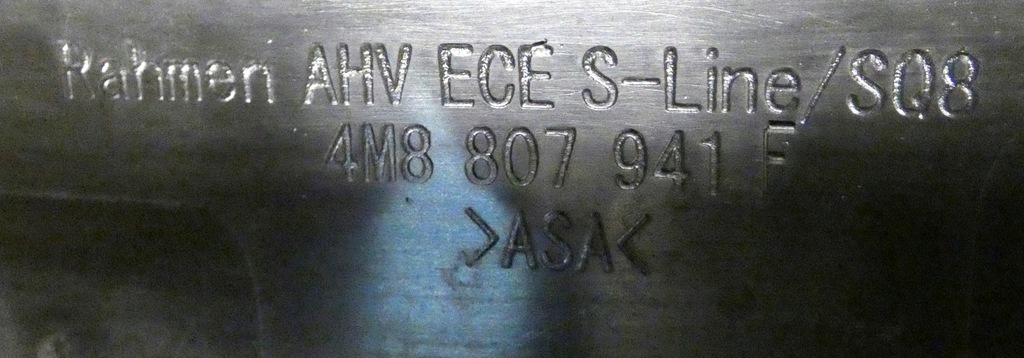 Rahmen AHV ECE S-Line/SQ8
4M8 807 941 F
>ASA<